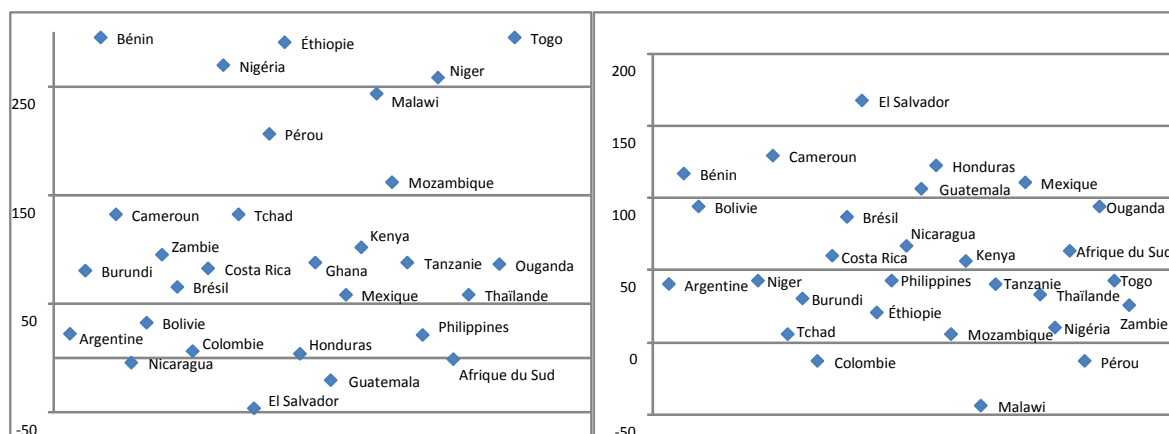 Bénin
Éthiopie
Togo
Nigéria
Niger
250
Malawi
Pérou
Mozambique
150
Cameroun
Tchad
Kenya
Zambie
Burundi
Costa Rica
Ghana
Tanzanie
Ouganda
Brésil
Mexique
Thaïlande
50
Bolivie
Philippines
Argentine
Colombie
Honduras
Nicaragua
Afrique du Sud
Guatemala
El Salvador
-50
200
El Salvador
150
Cameroun
Honduras
Bénin
Guatemala
Mexique
100
Bolivie
Ouganda
Brésil
Nicaragua
Afrique du Sud
Costa Rica
Kenya
50
Argentine
Niger
Philippines
Tanzanie
Togo
Burundi
Thaïlande
Éthiopie
Zambie
Tchad
Mozambique
Nigéria
0
Colombie
Pérou
Malawi
-50